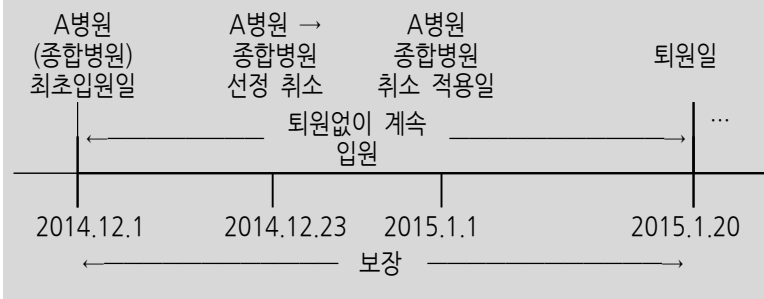 A병원
(종합병원)
최초입원일
A병원 →
종합병원
선정 취소
A병원
종합병원
취소 적용일
퇴원일
퇴원없이 계속
입원
…
2014.12.1
2014.12.23
2015.1.1
2015.1.20
보장